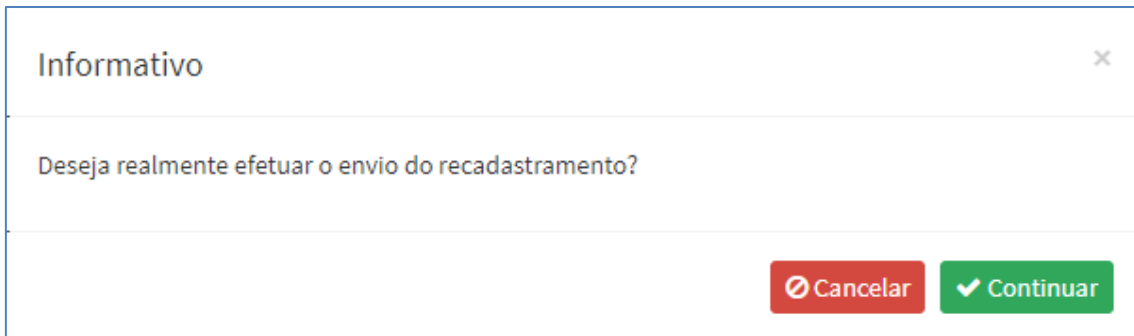 Informativo
Deseja realmente efetuar o envio do recadastramento?
Cancelar
Continuar